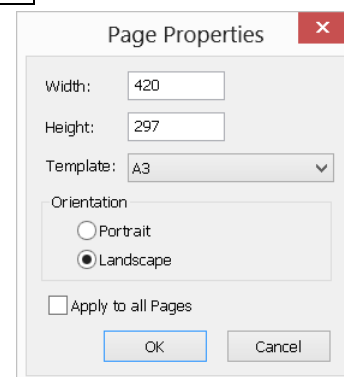 Page Properties
Width: 420
Height: 297
Template: A3
Orientation
Portrait
Landscape
Apply to all Pages
OK Cancel